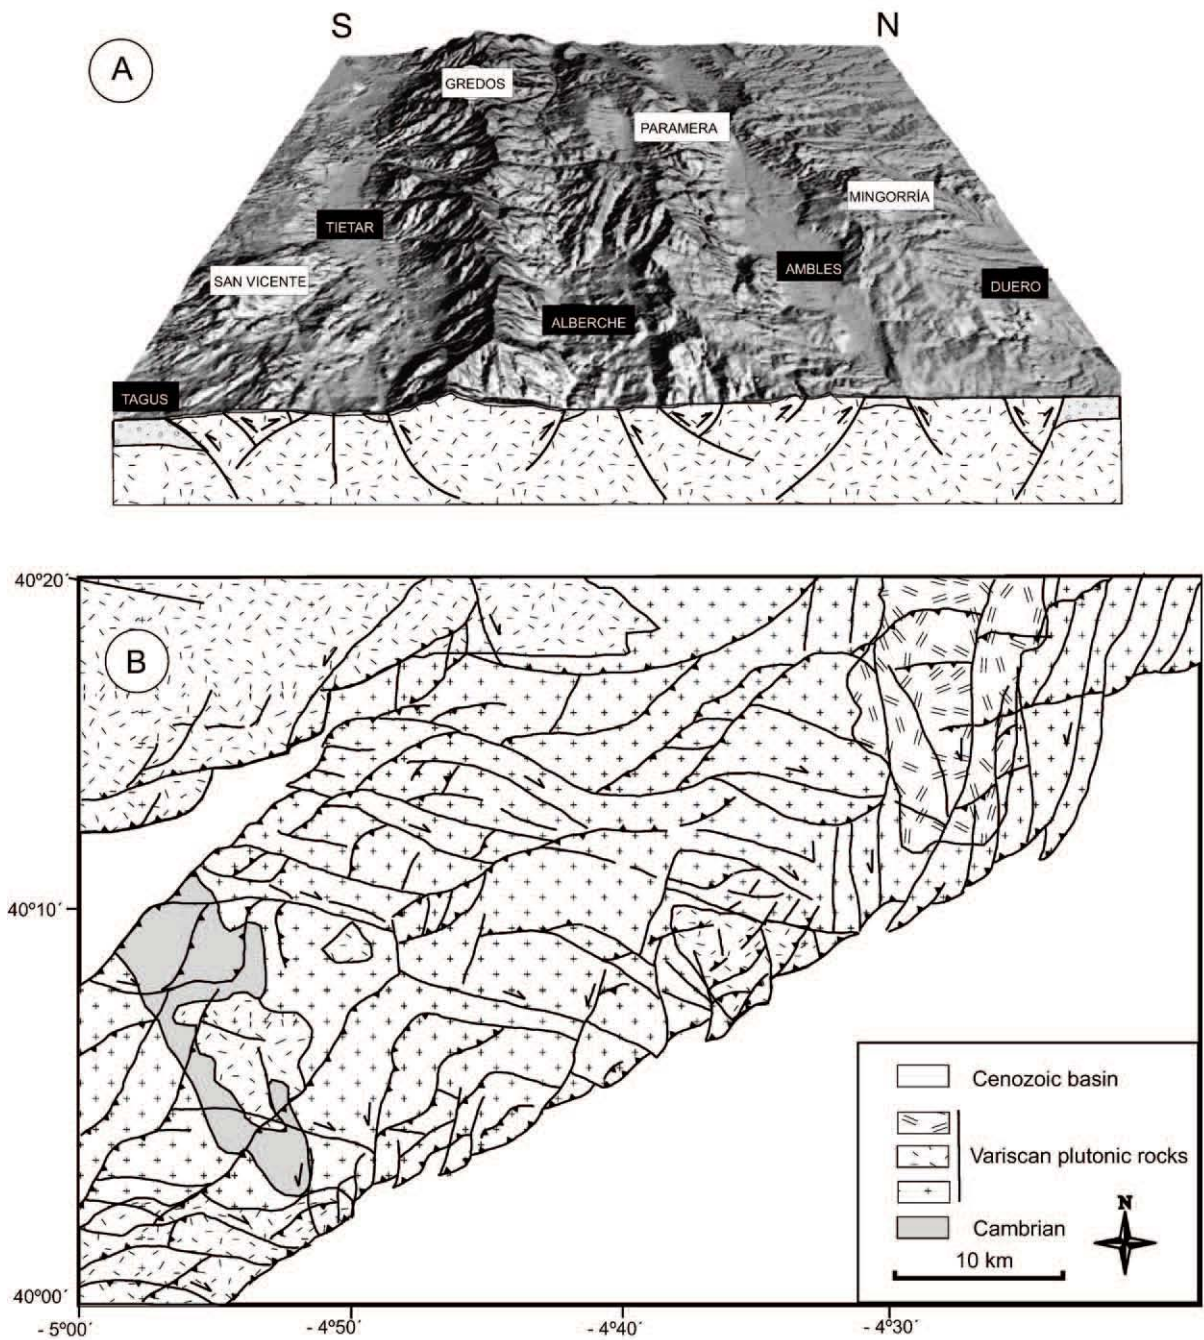 S
N
A
GREDOS
PARAMERA
MINGORRÍA
TIETAR
SAN VICENTE
AMBLES
DUERO
ALBERCHE
TAGUS
40º20´
B
40º10´
Cenozoic basin
Variscan plutonic rocks
Cambrian
N
10 km
40º00´
- 5º00´
- 4º50´
- 4º40´
- 4º30´